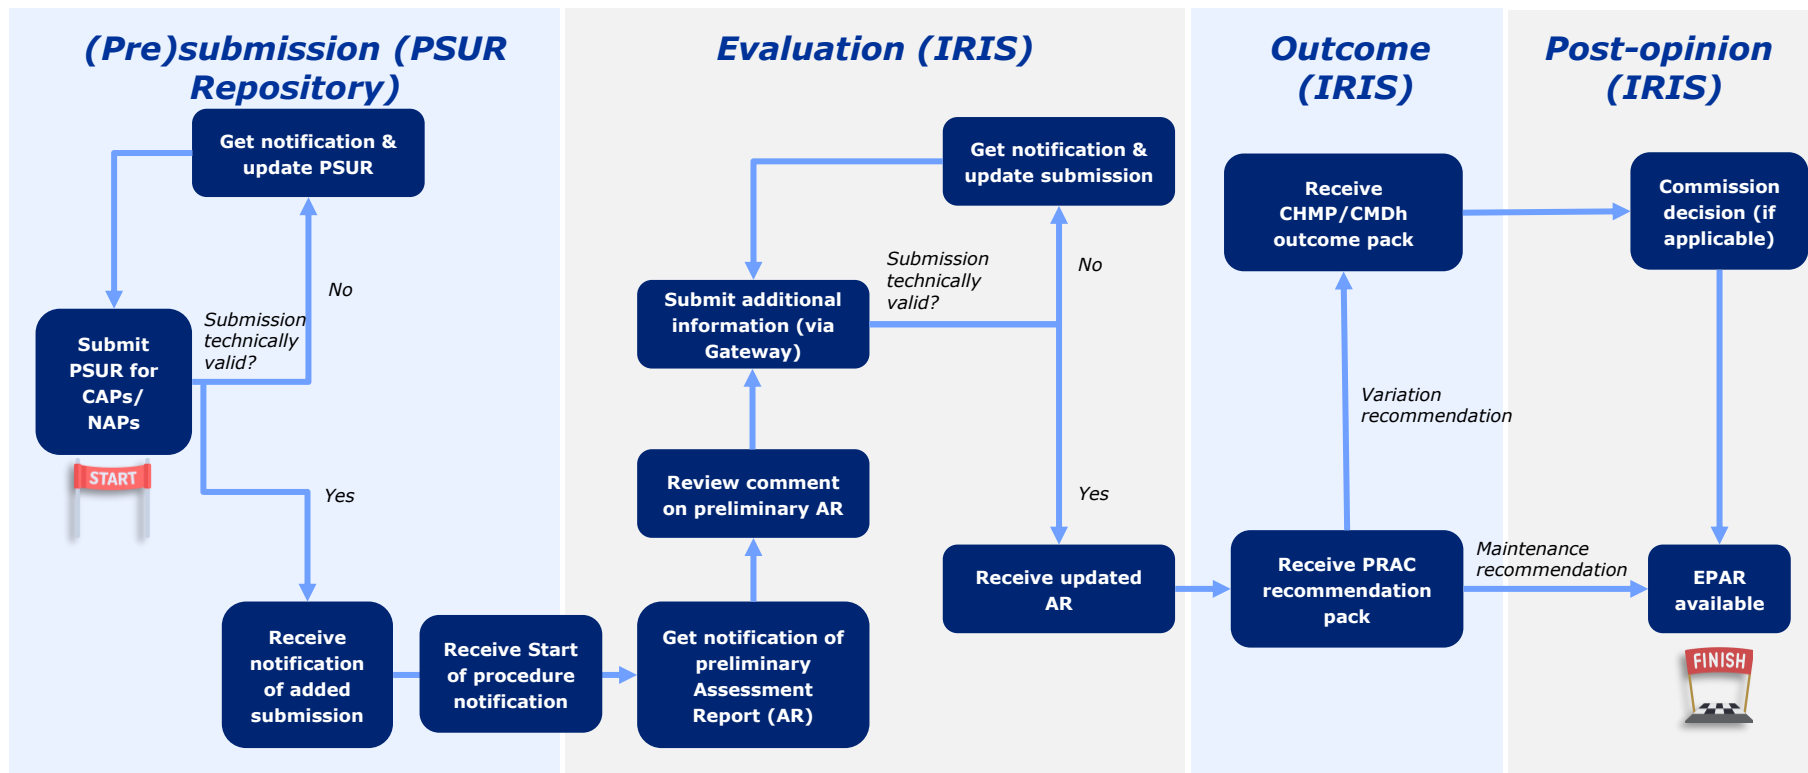 (Pre)submission (PSUR
Repository)
Get notification &
update PSUR
No
Submission
technically
valid?
Submit
PSUR for
CAPs/
NAPs
START
Yes
Receive
notification
of added
submission
Receive Start
of procedure
notification
Evaluation (IRIS)
Get notification &
update submission
Submission
technically
valid?
No
Submit additional
information (via
Gateway)
Review comment
on preliminary AR
Yes
Get notification of
preliminary
Assessment
Report (AR)
Receive updated
AR
Outcome
(IRIS)
Receive
CHMP/CMDh
outcome pack
Variation
recommendation
Receive PRAC
recommendation
pack
Maintenance
recommendation
Post-opinion
(IRIS)
Commission
decision (if
applicable)
EPAR
available
FINISH